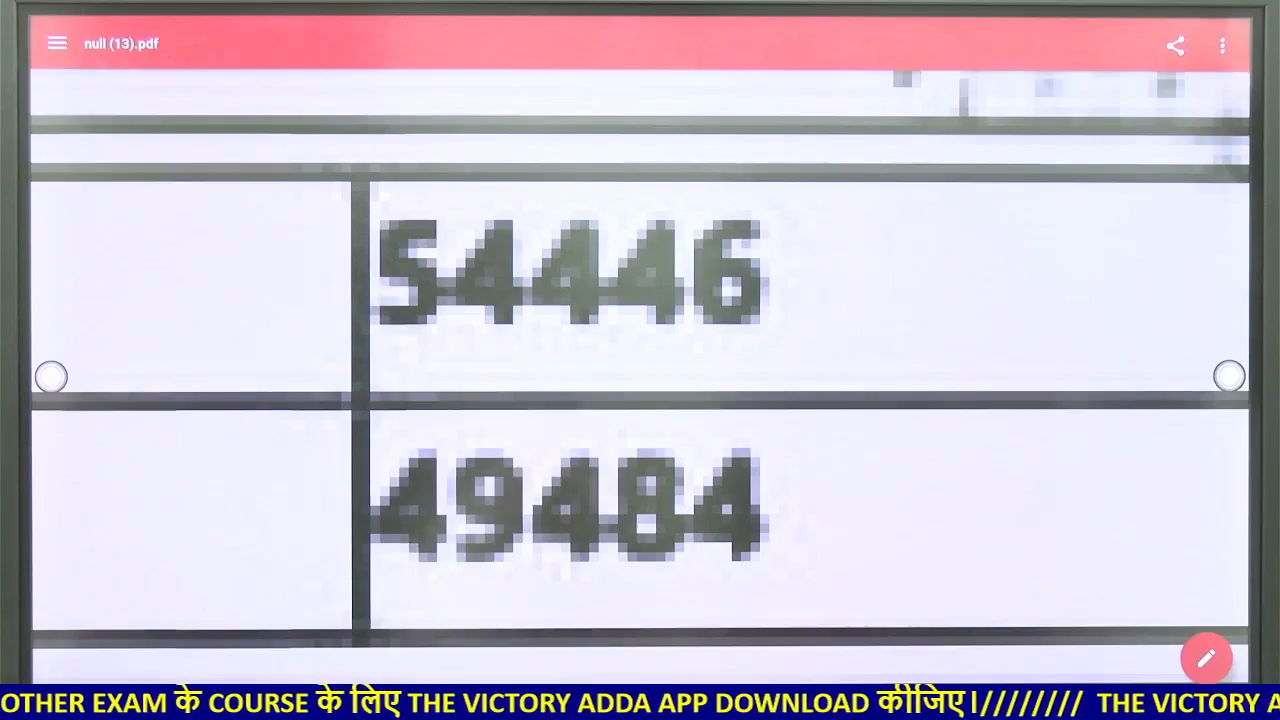 null (13).pdf
54446
49484
OTHER EXAM के COURSE के लिए THE VICTORY ADDA APP DOWNLOAD कीजिए।//////// THE VICTORY A